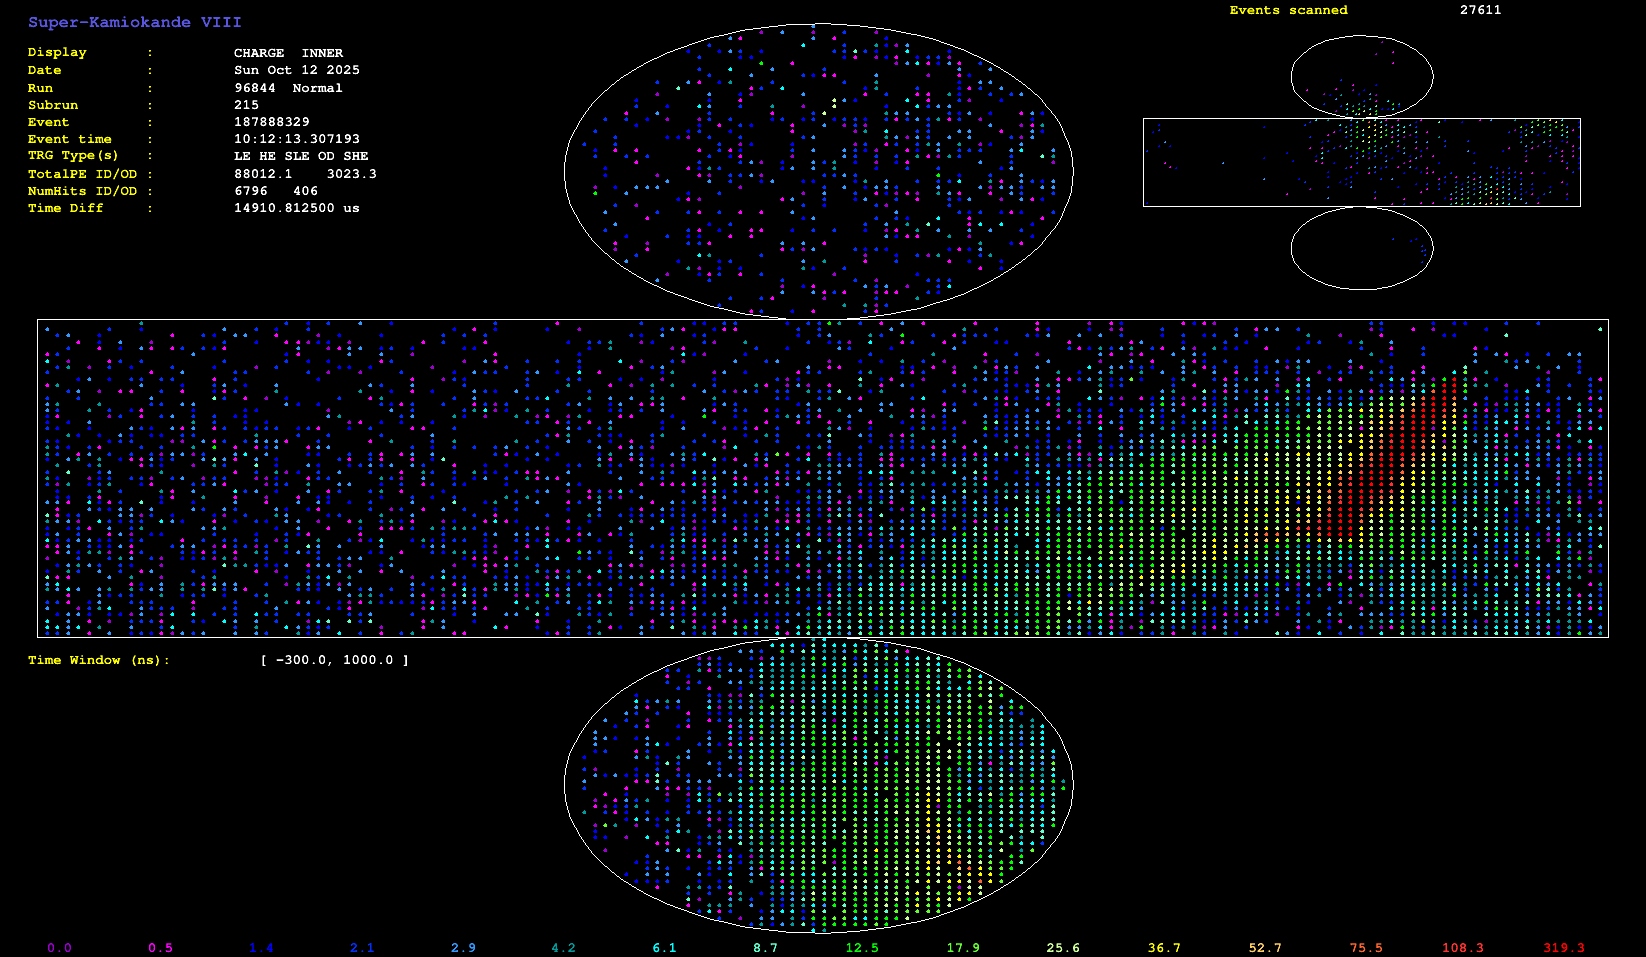 Super-Kamiokande VIII
Events scanned 27611
Display : CHARGE INNER
Date : Sun Oct 12 2025
Run : 96844 Normal
Subrun : 215
Event : 187888329
Event time : 10:12:13.307193
TRG Type(s) : LE HE SLE OD SHE
TotalPE ID/OD : 88012.1 3023.3
NumHits ID/OD : 6796 406
Time Diff : 14910.812500 us
Time Window (ns): [ -300.0, 1000.0 ]
0.0 0.5 1.4 2.1 2.9 4.2 6.1 8.7 12.5 17.9 25.6 36.7 52.7 75.5 108.3 319.3